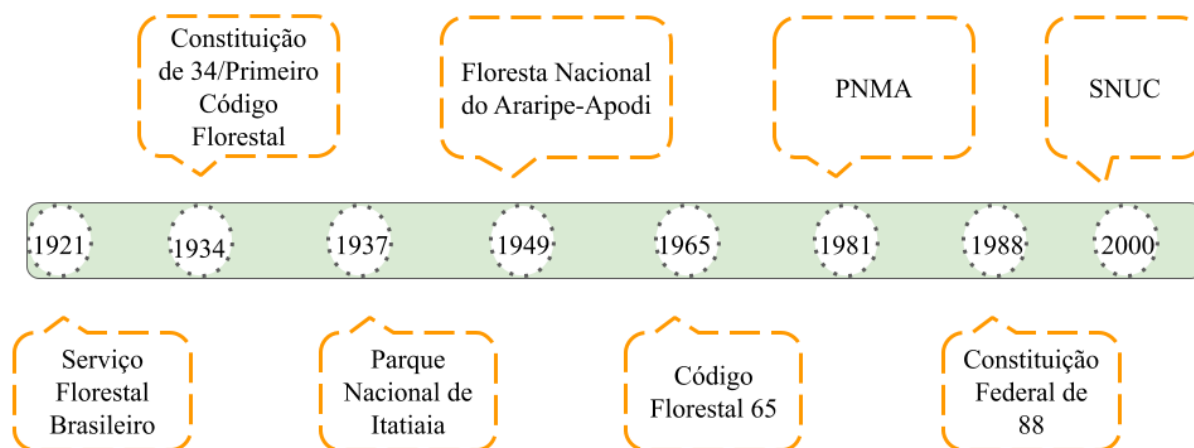 Constituição
de 34/Primeiro
Código
Florestal
Floresta Nacional
do Araripe-Apodi
PNMA
SNUC
1921
1934
1937
1949
1965
1981
1988
2000
Serviço
Florestal
Brasileiro
Parque
Nacional de
Itatiaia
Código
Florestal 65
Constituição
Federal de
88